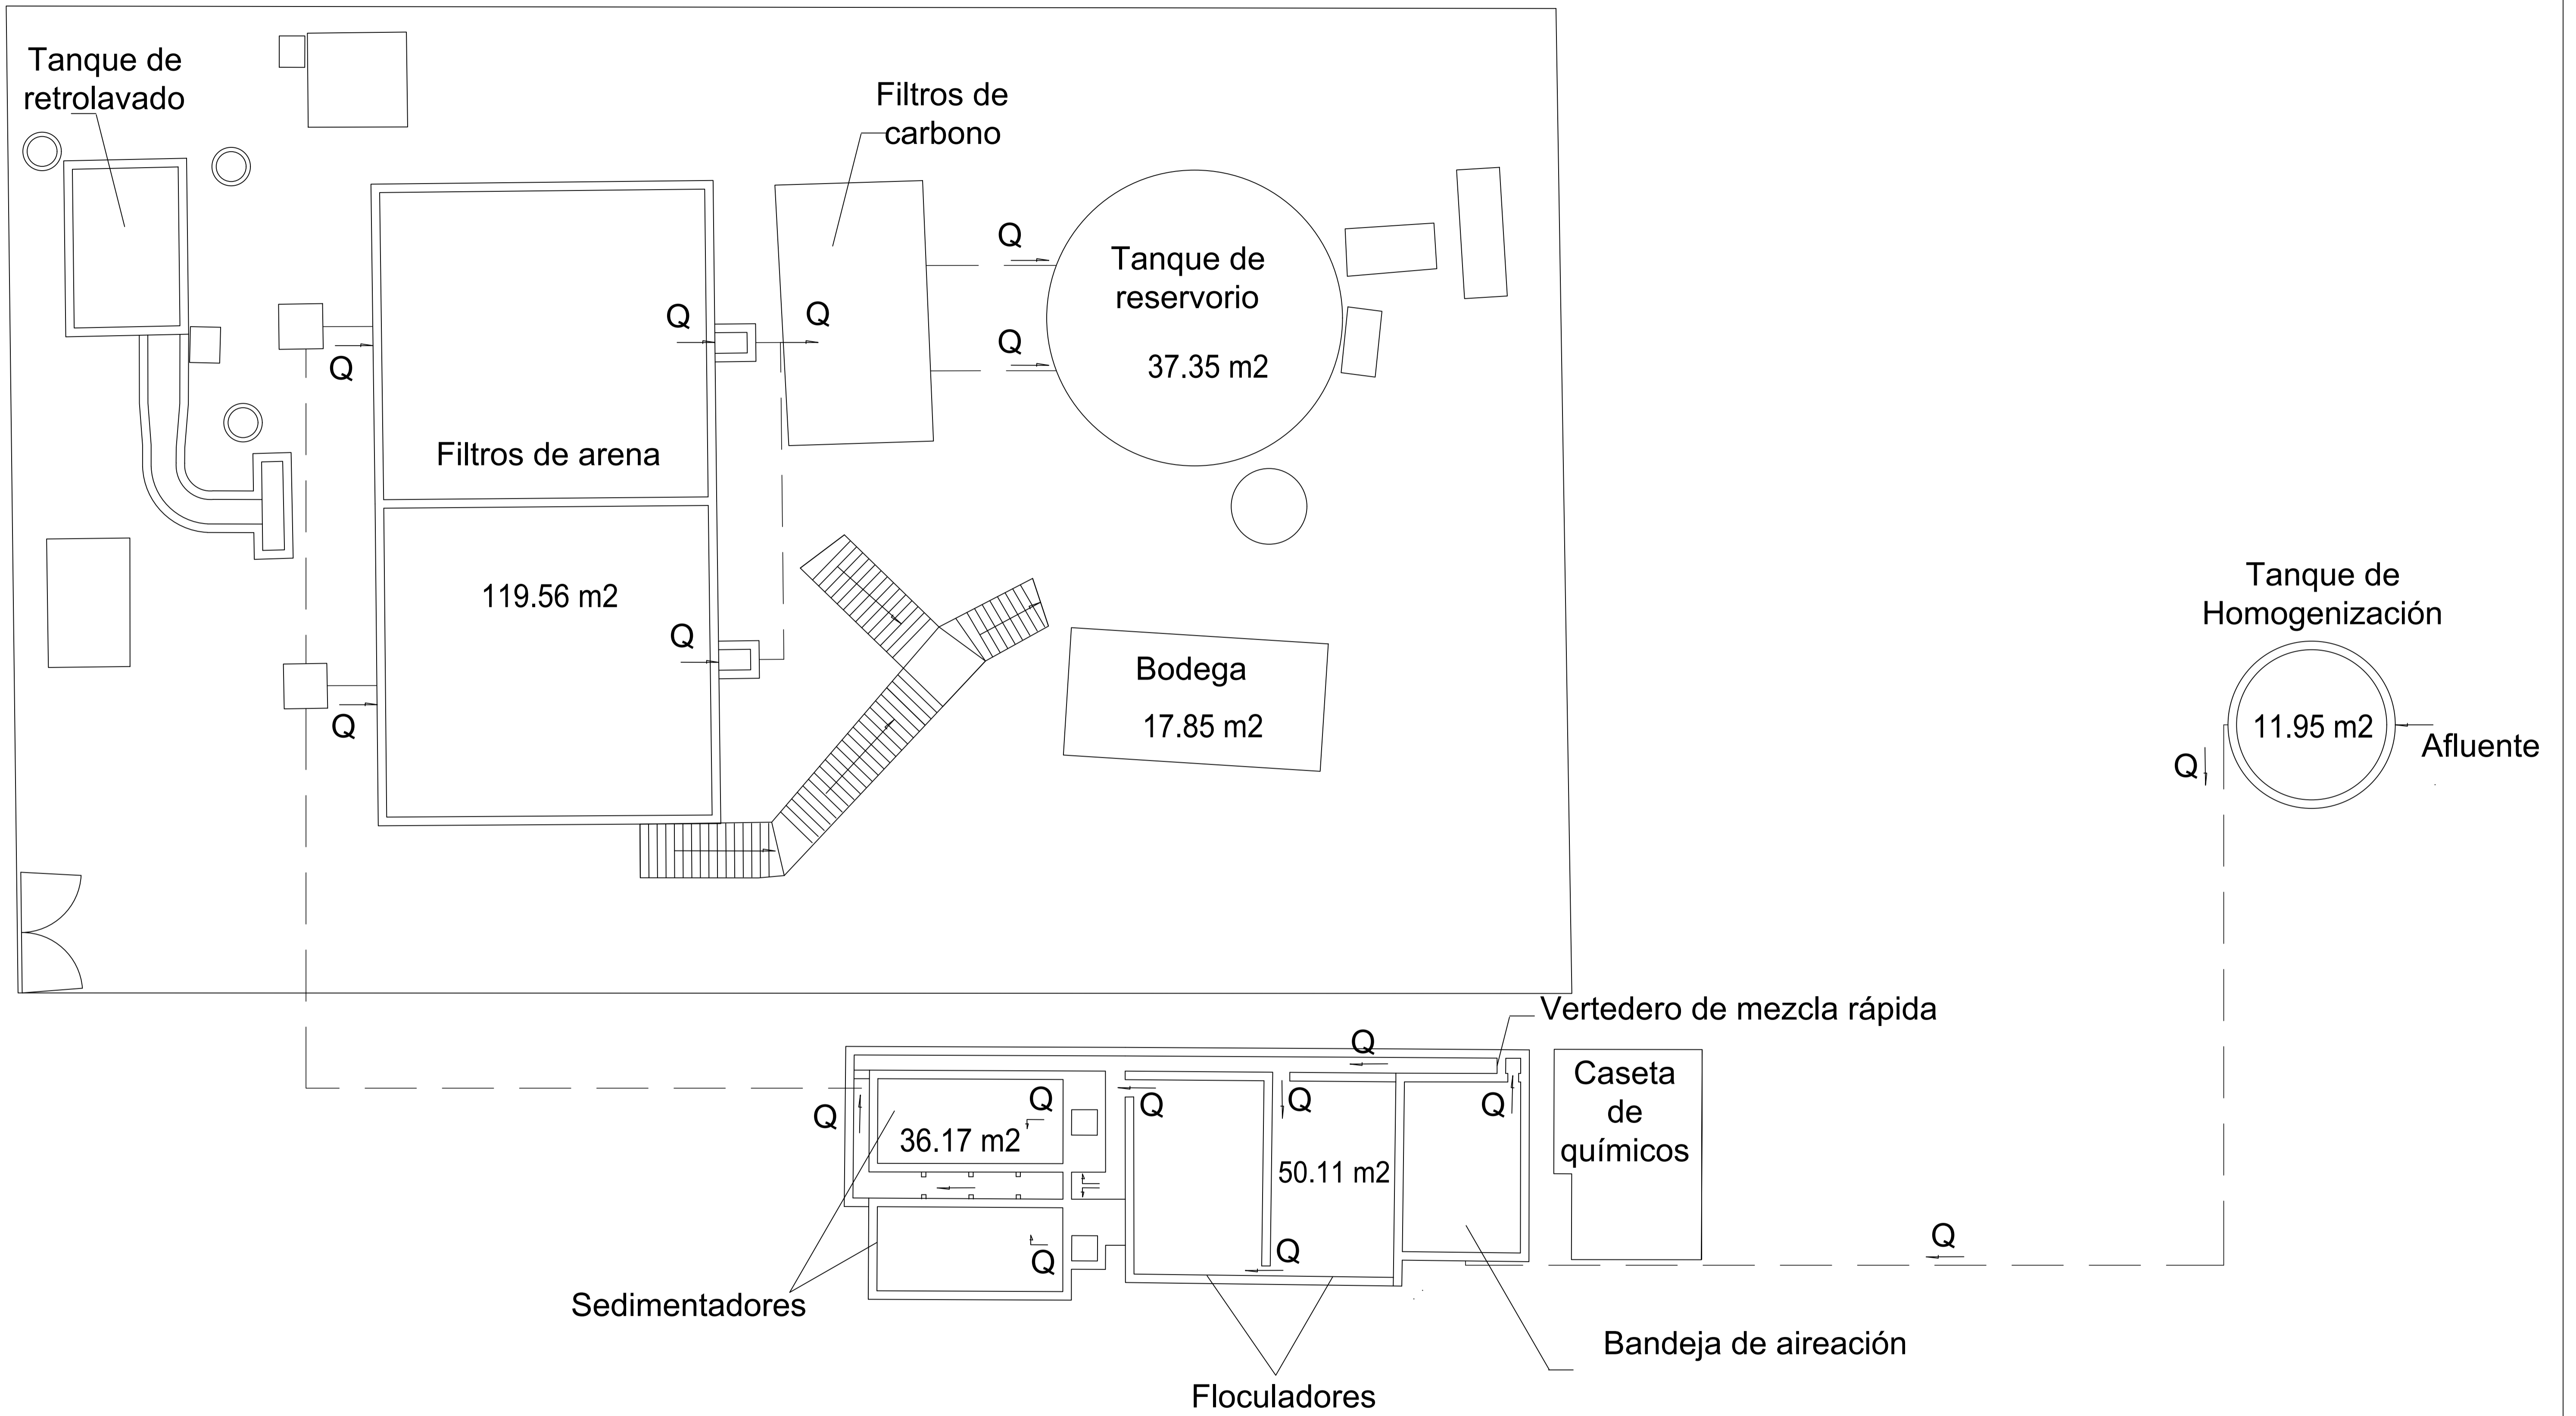 Tanque de
retrolavado
Filtros de
carbono
Q
Tanque de
reservorio
37.35 m2
Q
Q
Q
Q
Q
Filtros de arena
119.56 m2
Q
Q
Bodega
17.85 m2
Tanque de
Homogenización
11.95 m2
Afluente
Q
Vertedero de mezcla rápida
Q
Caseta
de
químicos
Q
Q
Q
Q
Q
Q
36.17 m2
50.11 m2
Q
Q
Q
Sedimentadores
Bandeja de aireación
Floculadores